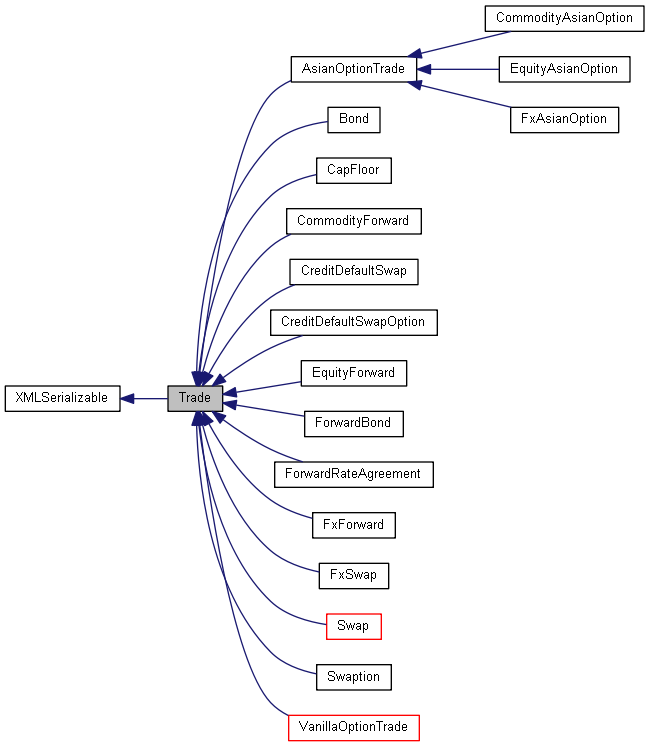 CommodityAsianOption
AsianOptionTrade
EquityAsianOption
FxAsianOption
Bond
CapFloor
CommodityForward
CreditDefaultSwap
CreditDefaultSwapOption
EquityForward
XMLSerializable
Trade
ForwardBond
ForwardRateAgreement
FxForward
FxSwap
Swap
Swaption
VanillaOptionTrade